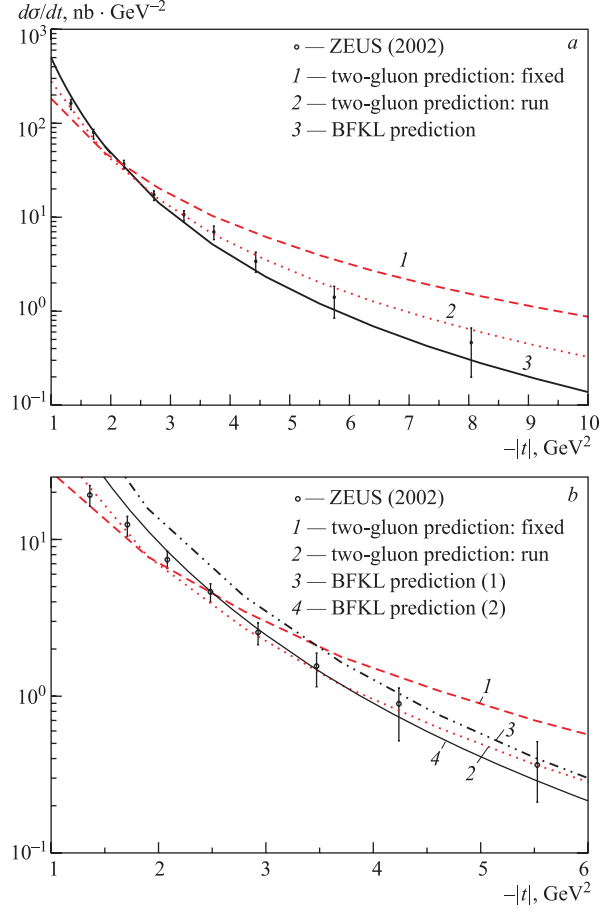 dσ/dt, nb · GeV⁻²
10³
a
o — ZEUS (2002)
1 — two-gluon prediction: fixed
2 — two-gluon prediction: run
3 — BFKL prediction
10²
10¹
1
10⁰
2
3
10⁻¹
1 2 3 4 5 6 7 8 9 10
–|t|, GeV²
b
o — ZEUS (2002)
1 — two-gluon prediction: fixed
2 — two-gluon prediction: run
3 — BFKL prediction (1)
4 — BFKL prediction (2)
10¹
10⁰
1
3
4 2
10⁻¹
1 2 3 4 5 6
–|t|, GeV²